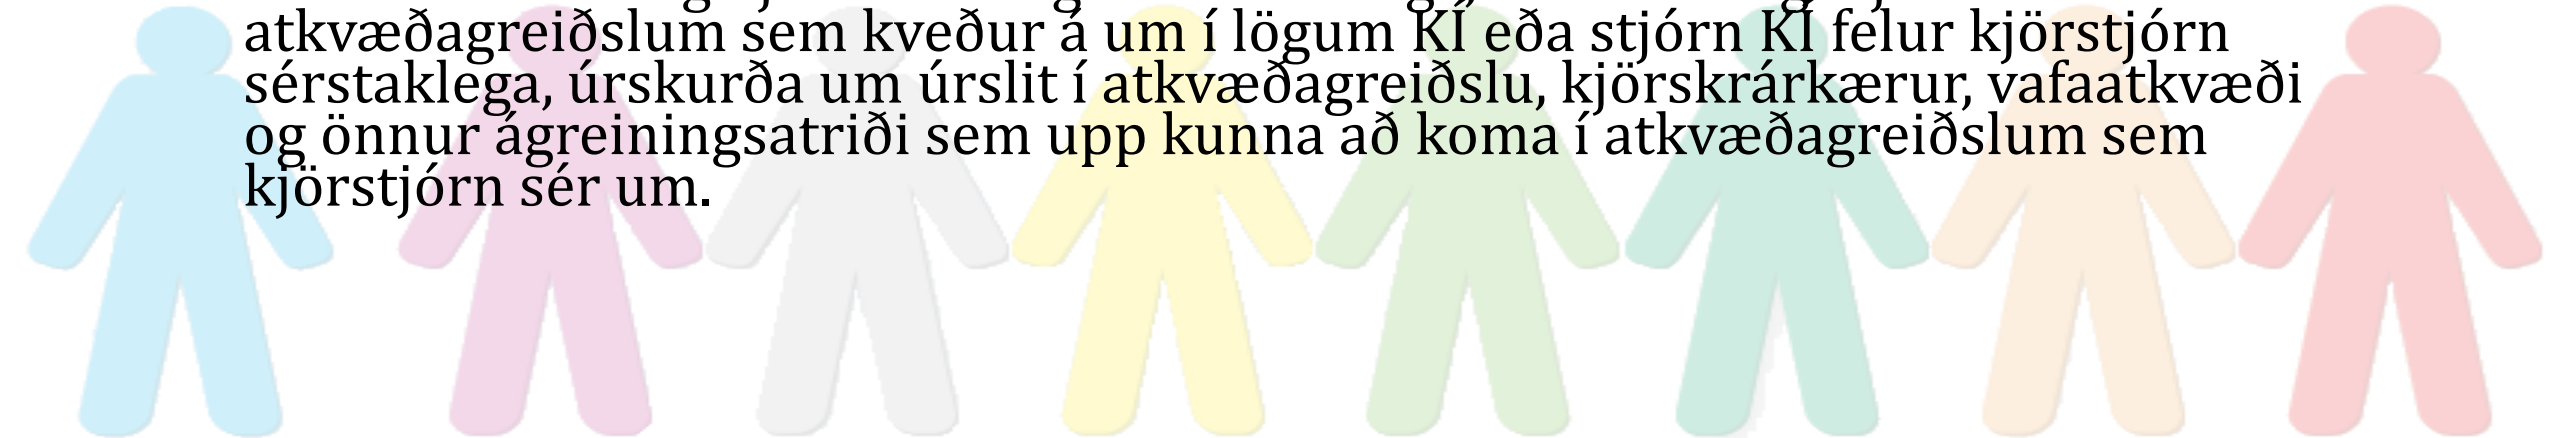 atkvæðagreiðslum sem kveður á um í lögum KÍ eða stjórn KÍ felur kjörstjórn
sérstaklega, úrskurða um úrslit í atkvæðagreiðslu, kjörskrárkærur, vafaatkvæði
og önnur ágreiningsatriði sem upp kunna að koma í atkvæðagreiðslum sem
kjörstjórn sér um.